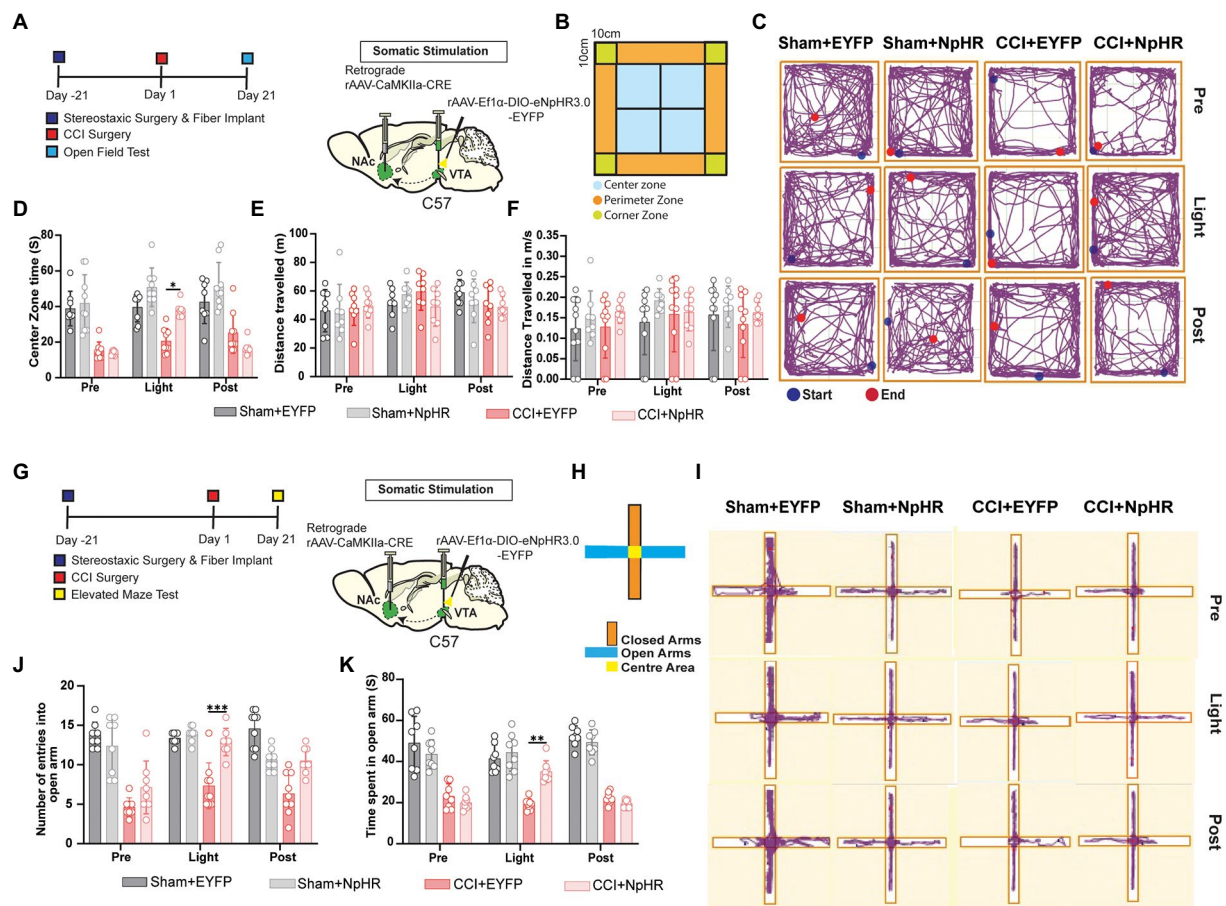 A
Day -21
Day 1
Day 21
Stereostaxic Surgery & Fiber Implant
CCI Surgery
Open Field Test
Somatic Stimulation
Retrograde
rAAV-CaMKIIa-CRE
rAAV-Ef1α-DIO-eNpHR3.0
-EYFP
NAc
VTA
C57
B
10cm
10cm
Center zone
Perimeter Zone
Corner Zone
C
Sham+EYFP
Sham+NpHR
CCI+EYFP
CCI+NpHR
Pre
Light
Post
Start
End
D
Center Zone time (S)
80
60
40
20
0
*
Pre
Light
Post
E
Distance travelled (m)
100
80
60
40
20
0
Pre
Light
Post
F
Distance Travelled in m/s
0.35
0.30
0.25
0.20
0.15
0.10
0.05
0.00
Pre
Light
Post
Sham+EYFP
Sham+NpHR
CCI+EYFP
CCI+NpHR
G
Day -21
Day 1
Day 21
Stereostaxic Surgery & Fiber Implant
CCI Surgery
Elevated Maze Test
Somatic Stimulation
Retrograde
rAAV-CaMKIIa-CRE
rAAV-Ef1α-DIO-eNpHR3.0
-EYFP
NAc
VTA
C57
H
Closed Arms
Open Arms
Centre Area
I
Sham+EYFP
Sham+NpHR
CCI+EYFP
CCI+NpHR
Pre
Light
Post
J
Number of entries into
open arm
20
15
10
5
0
***
Pre
Light
Post
K
Time spent in open arm (S)
80
60
40
20
0
**
Pre
Light
Post
Sham+EYFP
Sham+NpHR
CCI+EYFP
CCI+NpHR